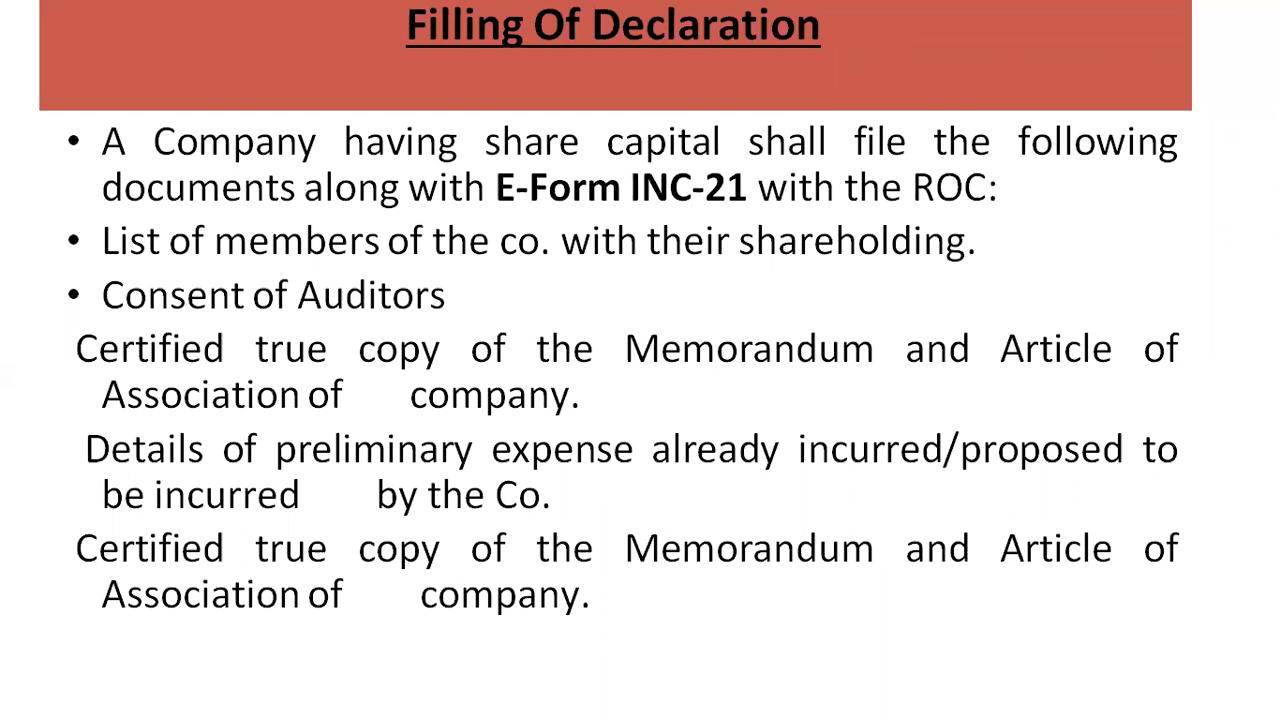 Filling Of Declaration
• A Company having share capital shall file the following
documents along with E-Form INC-21 with the ROC:
• List of members of the co. with their shareholding.
• Consent of Auditors
Certified true copy of the Memorandum and Article of
Association of company.
Details of preliminary expense already incurred/proposed to
be incurred by the Co.
Certified true copy of the Memorandum and Article of
Association of company.